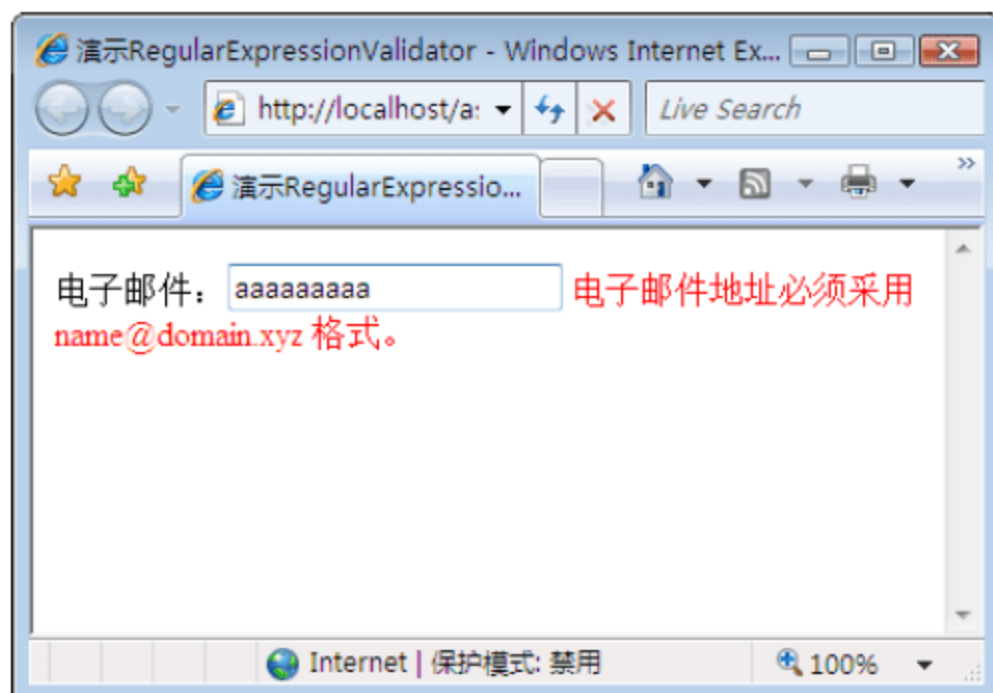 演示RegularExpressionValidator - Windows Internet Ex...
http://localhost/a: Live Search
演示RegularExpressio...
电子邮件： aaaaaaaaa 电子邮件地址必须采用
name@domain.xyz 格式。
Internet | 保护模式: 禁用 100%